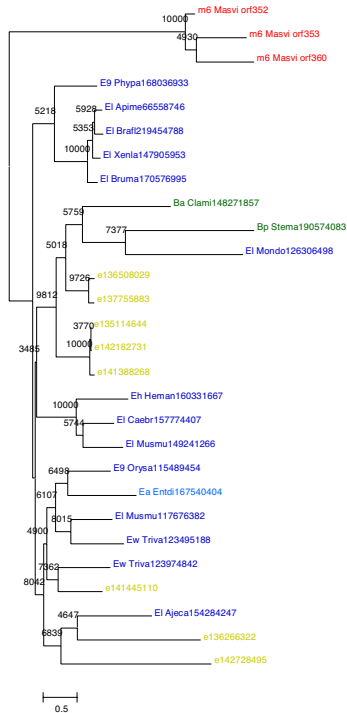 m6 Masvi orf352
10000
4930
m6 Masvi orf353
m6 Masvi orf360
E9 Phypa168036933
5218
5928
El Apime66558746
5353
El Brafl219454788
10000
El Xenla147905953
El Bruma170576995
Ba Clami148271857
5759
7377
Bp Stema190574083
5018
El Mondo126306498
9726
e136508029
9812
e137755883
3770
e135114644
10000
e142182731
3485
e141388268
Eh Heman160331667
10000
El Caebr157774407
5744
El Musmu149241266
E9 Orysa115489454
6498
6107
Ea Entdi167540404
El Musmu117676382
8015
4900
Ew Triva123495188
Ew Triva123974842
7362
8042
e141445110
El Ajeca154284247
4647
6839
e136266322
e142728495
0.5